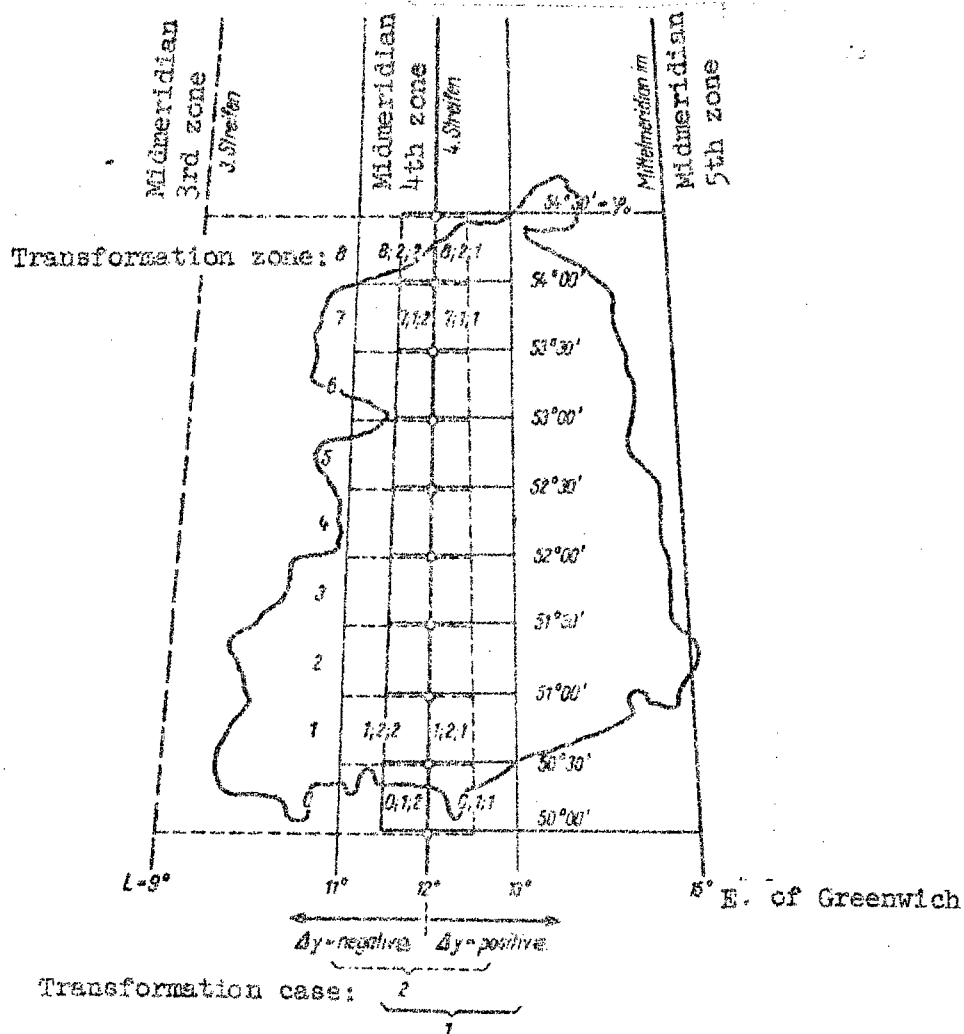 Midmeridian
3rd zone
3. Streifen
Midmeridian
4th zone
4. Streifen
Mittelmeridian im
Midmeridian
5th zone
54°30' = φ₀
Transformation zone: 8
8,2,2 8,2,1
54°00'
7
7,1,2 7,1,1
53°30'
6
53°00'
5
52°30'
4
52°00'
3
51°30'
2
51°00'
1
1,2,2 1,2,1
50°30'
0
0,1,2 0,1,1
50°00'
L=9° 11° 12° 13° 15° E. of Greenwich
Δy=negative Δy=positive
Transformation case: 2
1